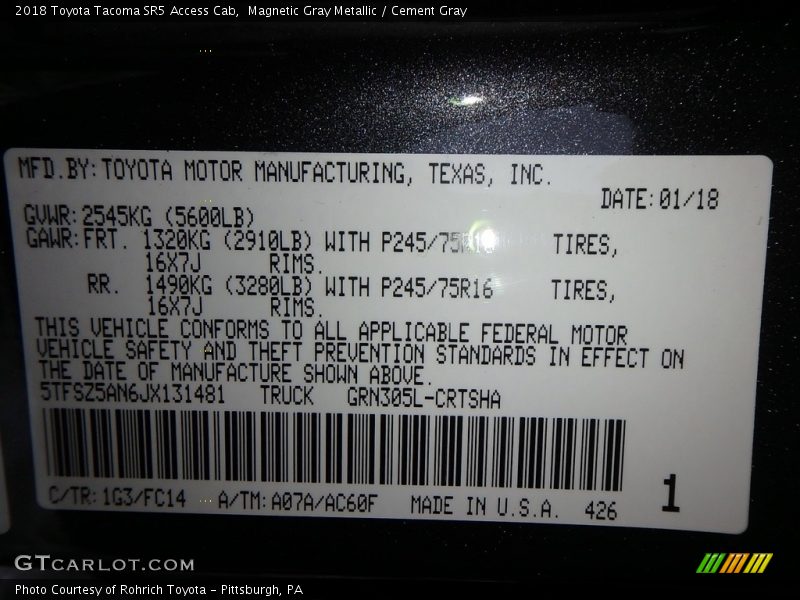 2018 Toyota Tacoma SR5 Access Cab,  Magnetic Gray Metallic / Cement Gray
MFD.BY:TOYOTA MOTOR MANUFACTURING, TEXAS, INC.
DATE:01/18
GVWR:2545KG (5600LB)
GAWR:FRT. 1320KG (2910LB) WITH P245/75R16 TIRES,
16X7J RIMS.
RR. 1490KG (3280LB) WITH P245/75R16 TIRES,
16X7J RIMS.
THIS VEHICLE CONFORMS TO ALL APPLICABLE FEDERAL MOTOR
VEHICLE SAFETY AND THEFT PREVENTION STANDARDS IN EFFECT ON
THE DATE OF MANUFACTURE SHOWN ABOVE.
5TFSZ5AN6JX131481 TRUCK GRN305L-CRTSHA
C/TR:1G3/FC14 A/TM:A07A/AC60F MADE IN U.S.A. 426 1
GTCARLOT.COM
Photo Courtesy of Rohrich Toyota - Pittsburgh, PA